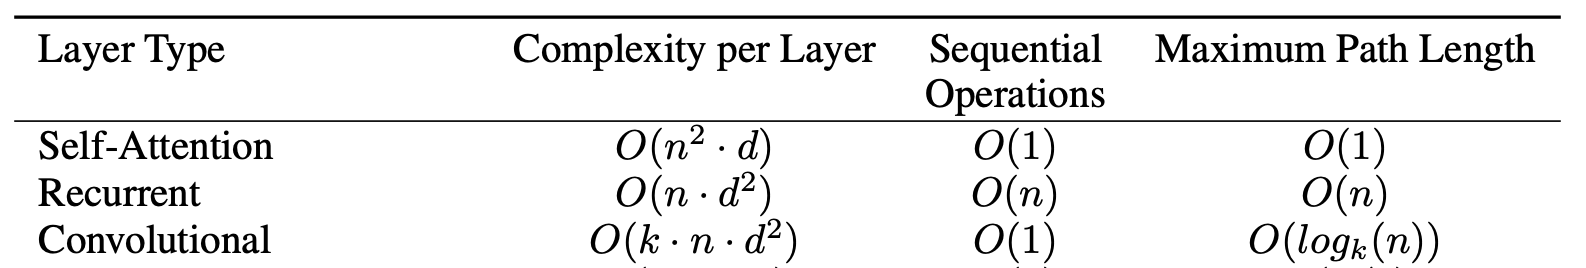 Layer Type Complexity per Layer Sequential Maximum Path Length
Operations
Self-Attention O(n² · d) O(1) O(1)
Recurrent O(n · d²) O(n) O(n)
Convolutional O(k · n · d²) O(1) O(logₖ(n))